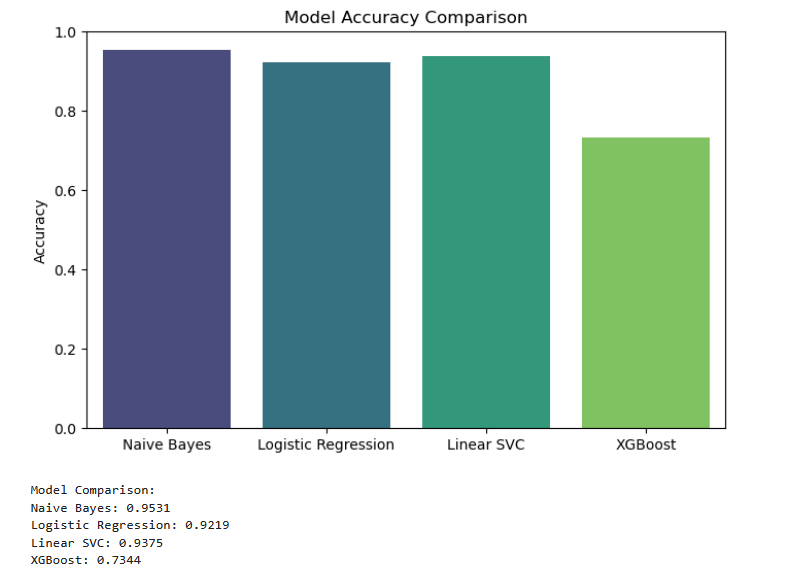 Model Accuracy Comparison
1.0
0.8
0.6
0.4
0.2
0.0
Accuracy
Naive Bayes Logistic Regression Linear SVC XGBoost
Model Comparison:
Naive Bayes: 0.9531
Logistic Regression: 0.9219
Linear SVC: 0.9375
XGBoost: 0.7344